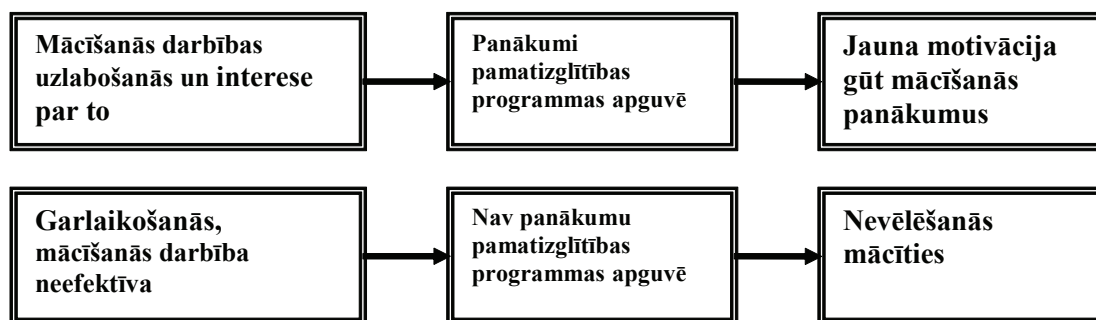 Mācīšanās darbības
uzlabošanās un interese
par to
Panākumi
pamatizglītības
programmas apguvē
Jauna motivācija
gūt mācīšanās
panākumus
Garlaikošanās,
mācīšanās darbība
neefektīva
Nav panākumu
pamatizglītības
programmas apguvē
Nevēlēšanās
mācīties